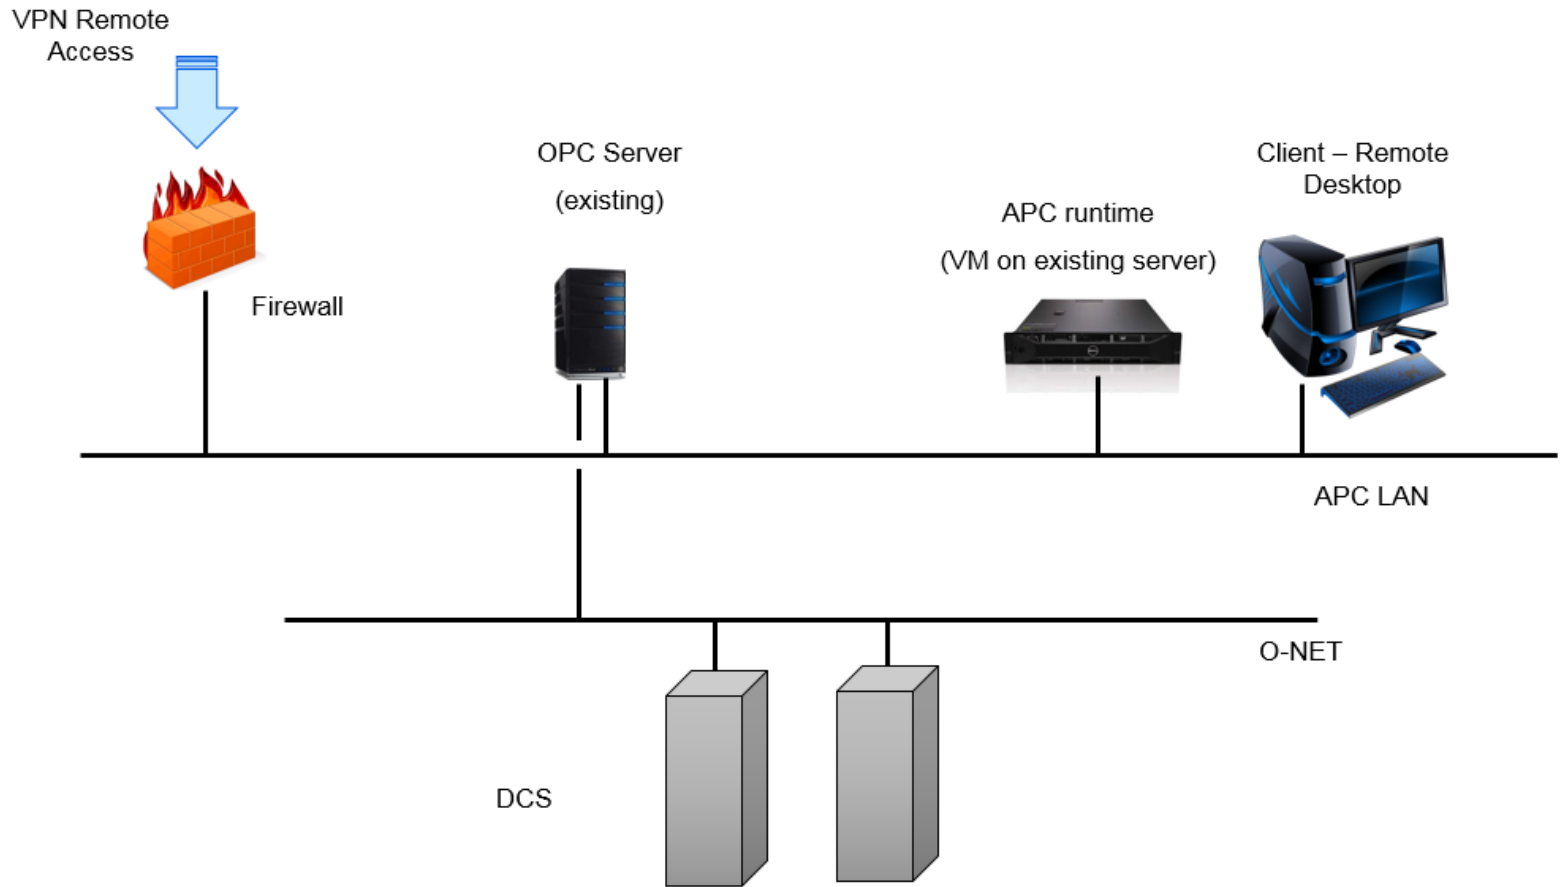 VPN Remote
Access
OPC Server
(existing)
Client – Remote
Desktop
APC runtime
(VM on existing server)
Firewall
APC LAN
O-NET
DCS